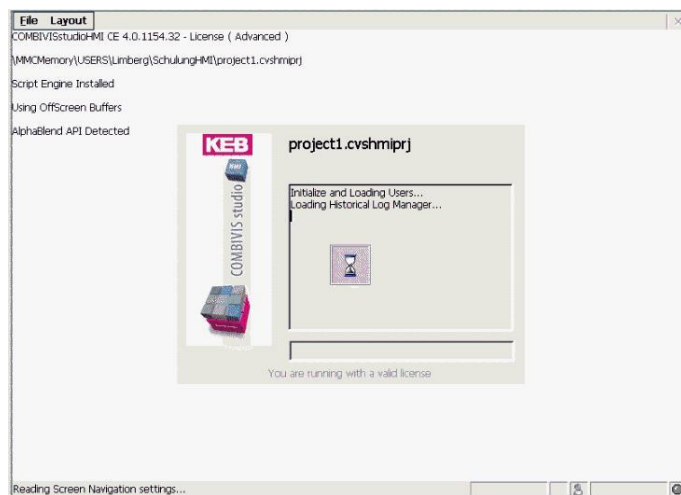 File Layout
COMBIVISstudioHMI CE 4.0.1154.32 - License ( Advanced )
\MMCMemory\USERS\Limberg\SchulungHMI\project1.cvshmiprj
Script Engine Installed
Using OffScreen Buffers
AlphaBlend API Detected
KEB
HMI
COMBIVIS studio
project1.cvshmiprj
Initialize and Loading Users...
Loading Historical Log Manager...
You are running with a valid license
Reading Screen Navigation settings...